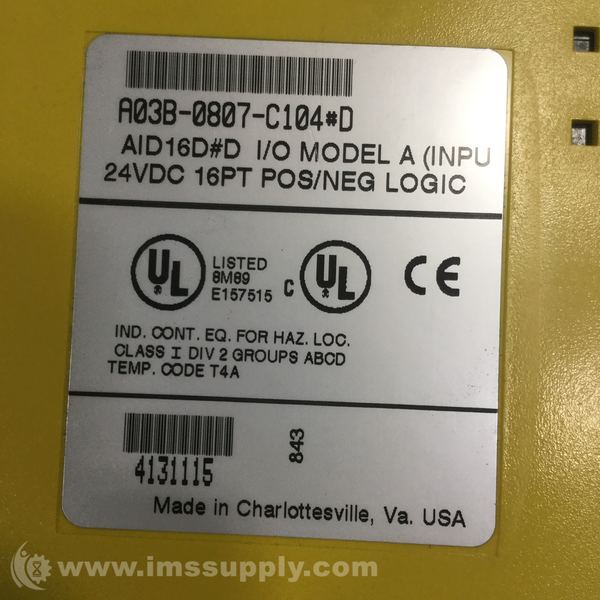 A03B-0807-C104#D
AID16D#D I/O MODEL A (INPU
24VDC 16PT POS/NEG LOGIC
UL
LISTED
8M89
E157515
C UL
CE
IND. CONT. EQ. FOR HAZ. LOC.
CLASS I DIV 2 GROUPS ABCD
TEMP. CODE T4A
843
4131115
Made in Charlottesville, Va. USA
www.imssupply.com